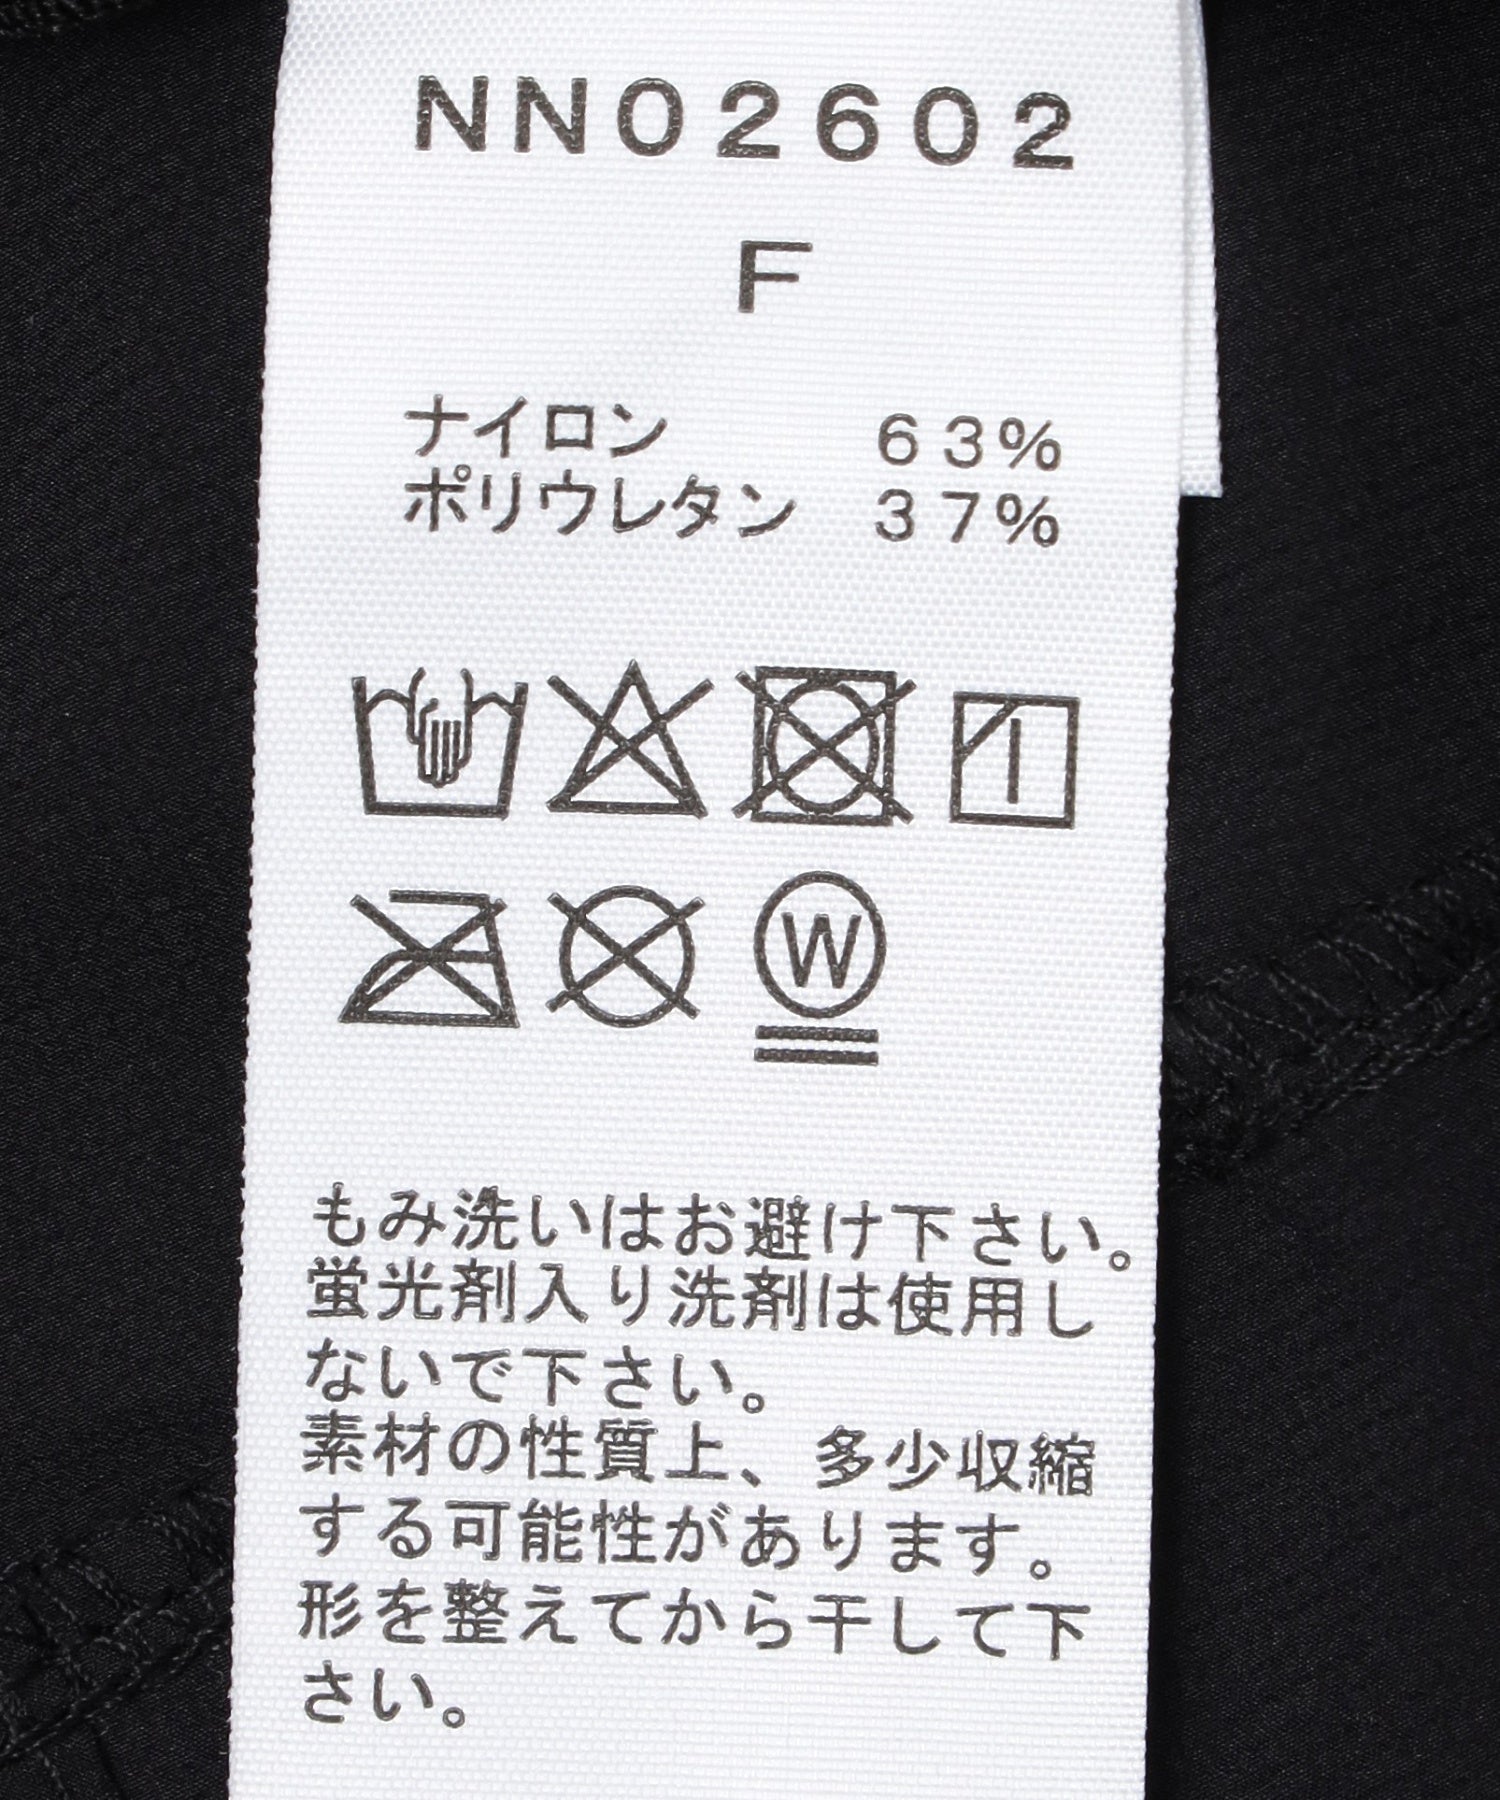 NN02602
F
ナイロン 63%
ポリウレタン 37%
W
もみ洗いはお避け下さい。
蛍光剤入り洗剤は使用し
ないで下さい。
素材の性質上、多少収縮
する可能性があります。
形を整えてから干して下
さい。